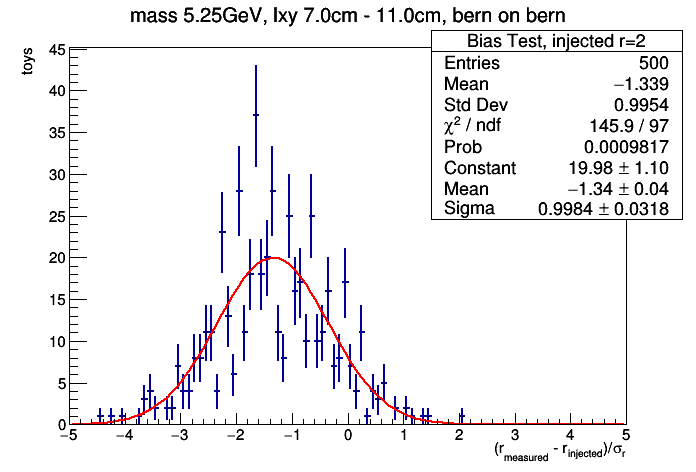 mass 5.25GeV, lxy 7.0cm - 11.0cm, bern on bern
toys
Bias Test, injected r=2
Entries 500
Mean −1.339
Std Dev 0.9954
χ² / ndf 145.9 / 97
Prob 0.0009817
Constant 19.98 ± 1.10
Mean −1.34 ± 0.04
Sigma 0.9984 ± 0.0318
45
40
35
30
25
20
15
10
5
0
−5 −4 −3 −2 −1 0 1 2 3 4 5
(r_measured - r_injected)/σ_r